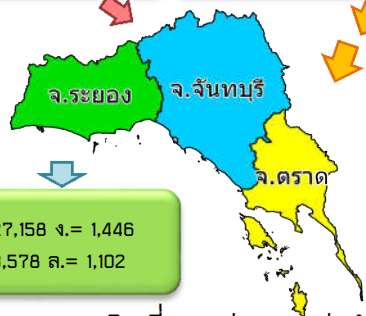 จ.ระยอง
จ.จันทบุรี
จ.ตราด
27,158 ง.= 1,446
,578 ล.= 1,102